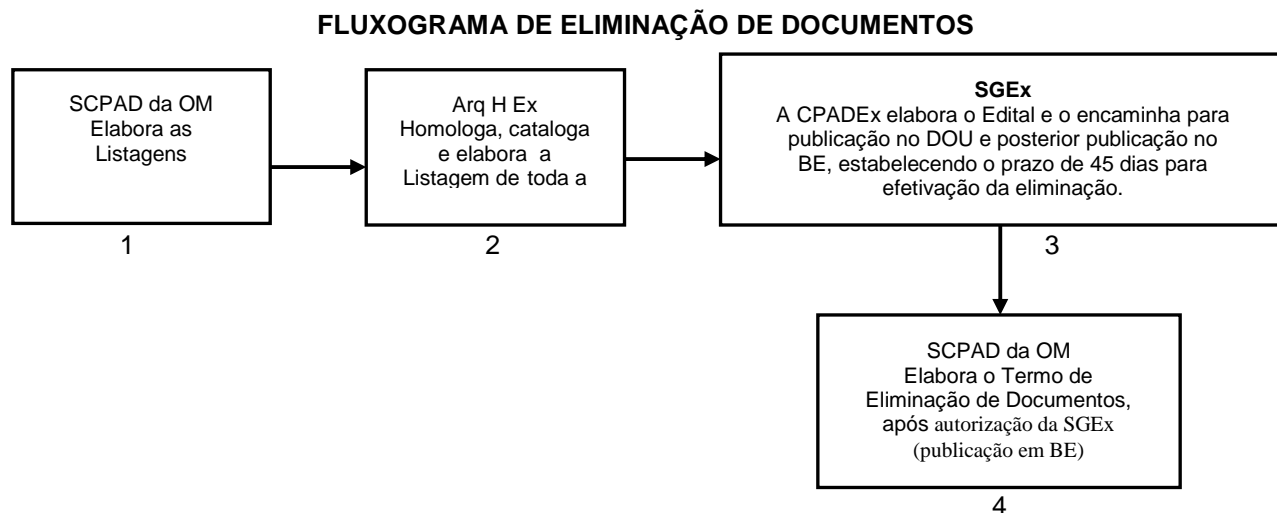 FLUXOGRAMA DE ELIMINAÇÃO DE DOCUMENTOS
SCPAD da OM
Elabora as
Listagens
1
Arq H Ex
Homologa, cataloga
e elabora a
Listagem de toda a
2
SGEx
A CPADEx elabora o Edital e o encaminha para
publicação no DOU e posterior publicação no
BE, estabelecendo o prazo de 45 dias para
efetivação da eliminação.
3
SCPAD da OM
Elabora o Termo de
Eliminação de Documentos,
após autorização da SGEx
(publicação em BE)
4